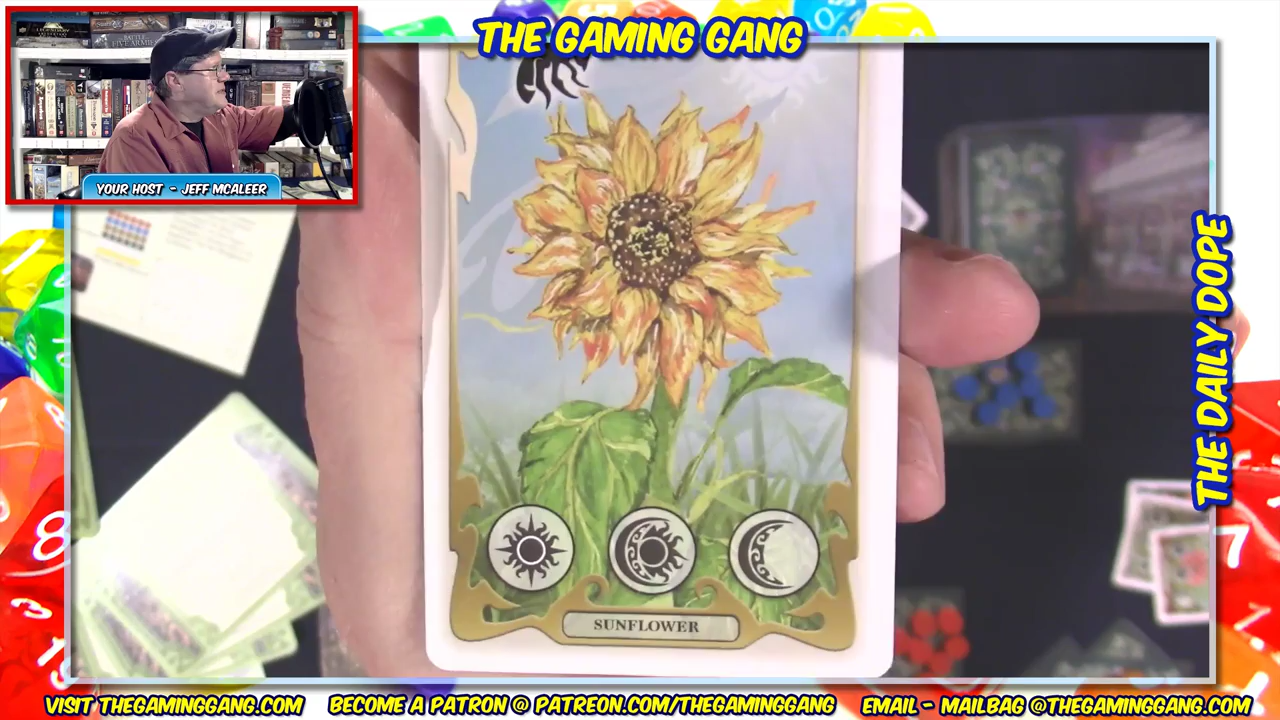 THE GAMING GANG
YOUR HOST - JEFF MCALEER
THE DAILY DOPE
SUNFLOWER
VISIT THEGAMINGGANG.COM
BECOME A PATRON @ PATREON.COM/THEGAMINGGANG
EMAIL - MAILBAG @THEGAMINGGANG.COM